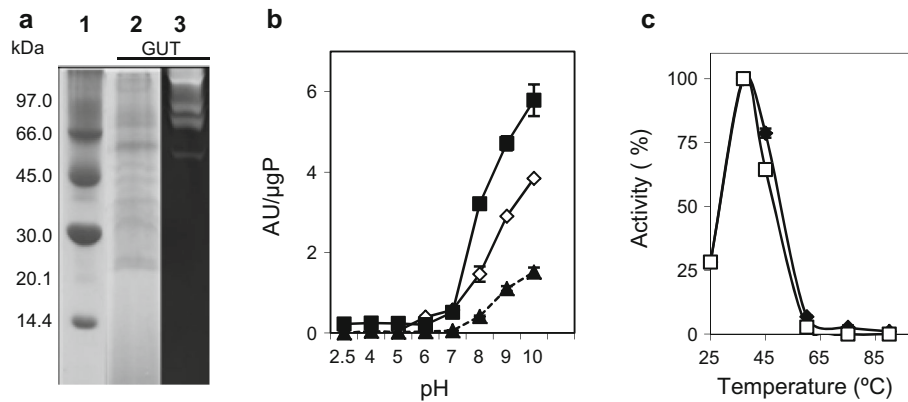 a
1 2 3
kDa
GUT
97.0
66.0
45.0
30.0
20.1
14.4
b
6
4
2
0
AU/µgP
2.5 4 5 6 7 8 9 10
pH
c
100
75
50
25
0
Activity ( %)
25 45 65 85
Temperature (ºC)